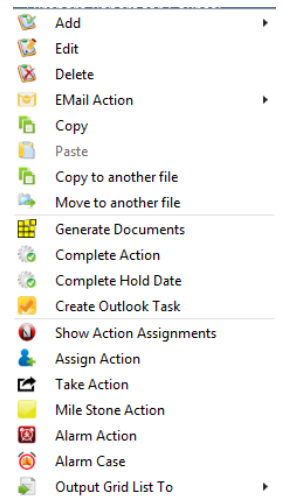 Add
Edit
Delete
EMail Action
Copy
Paste
Copy to another file
Move to another file
Generate Documents
Complete Action
Complete Hold Date
Create Outlook Task
Show Action Assignments
Assign Action
Take Action
Mile Stone Action
Alarm Action
Alarm Case
Output Grid List To